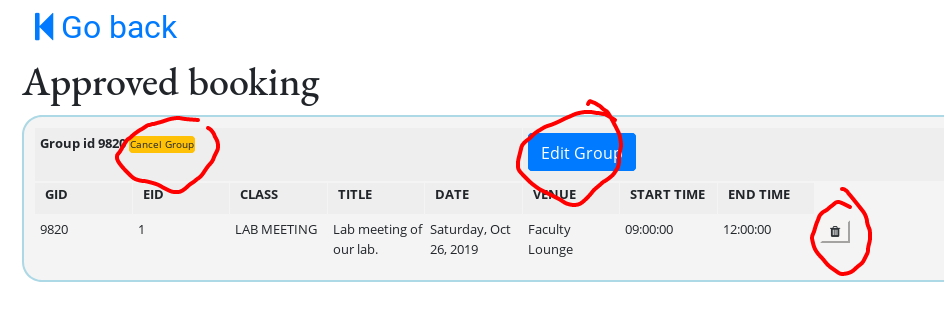 Go back
Approved booking
Group id 9820 Cancel Group Edit Group
GID EID CLASS TITLE DATE VENUE START TIME END TIME
9820 1 LAB MEETING Lab meeting of Saturday, Oct Faculty 09:00:00 12:00:00
our lab. 26, 2019 Lounge